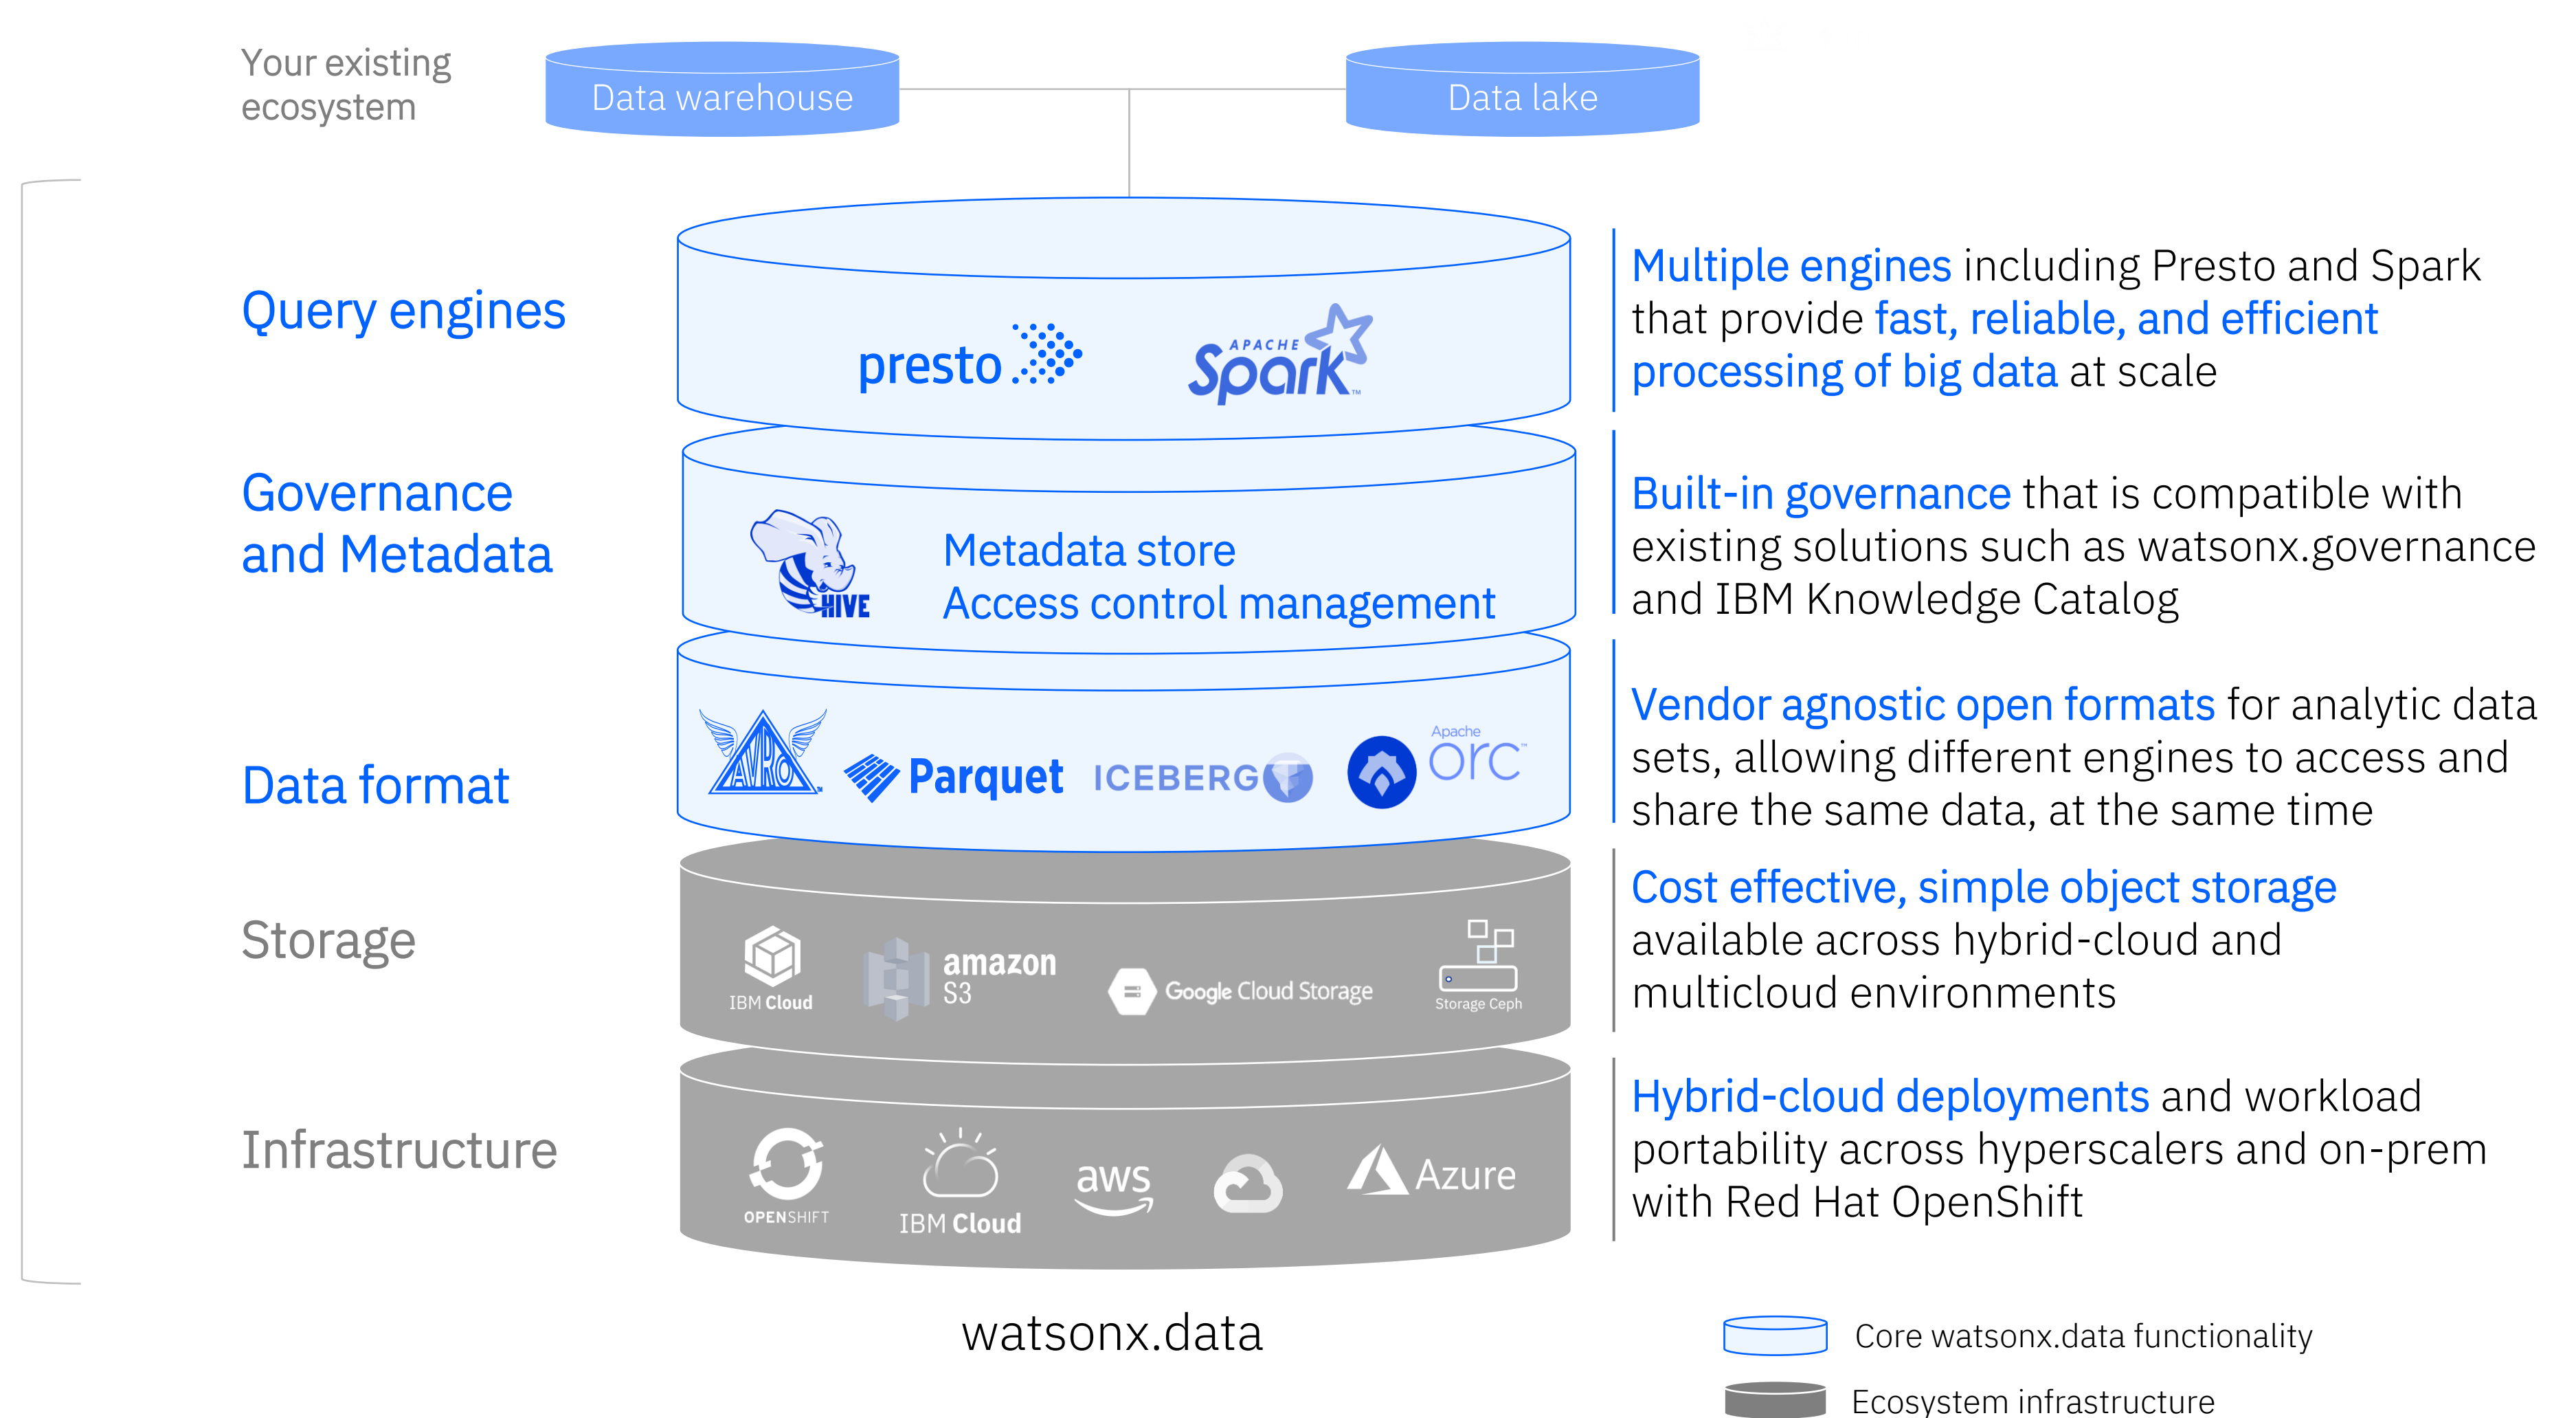 Your existing
ecosystem
Data warehouse
Data lake
Query engines
presto
APACHE
Spark™
Multiple engines including Presto and Spark
that provide fast, reliable, and efficient
processing of big data at scale
Governance
and Metadata
HIVE
Metadata store
Access control management
Built-in governance that is compatible with
existing solutions such as watsonx.governance
and IBM Knowledge Catalog
Data format
AVRO™
Parquet
ICEBERG
Apache
orc™
Vendor agnostic open formats for analytic data
sets, allowing different engines to access and
share the same data, at the same time
Storage
IBM Cloud
amazon
S3
Google Cloud Storage
Storage Ceph
Cost effective, simple object storage
available across hybrid-cloud and
multicloud environments
Infrastructure
OPENSHIFT
IBM Cloud
aws
Azure
Hybrid-cloud deployments and workload
portability across hyperscalers and on-prem
with Red Hat OpenShift
watsonx.data
Core watsonx.data functionality
Ecosystem infrastructure